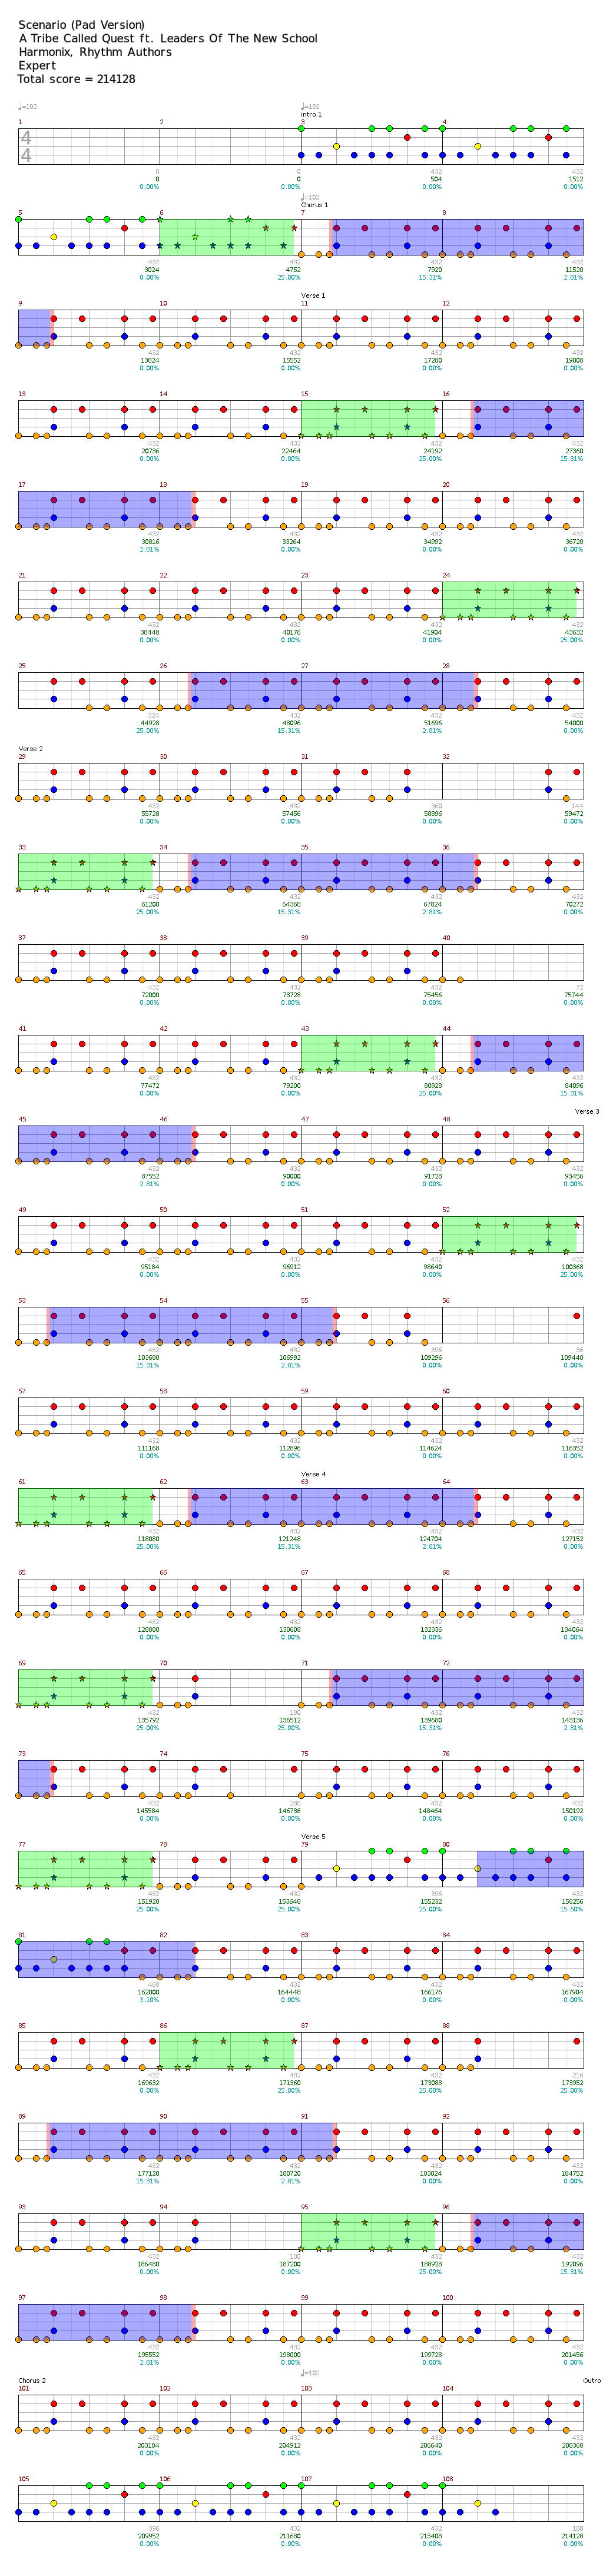 Scenario (Pad Version)
A Tribe Called Quest ft. Leaders Of The New School
Harmonix, Rhythm Authors
Expert
Total score = 214128
♩=102 ♩=102
intro 1
1 2 3 4
4
4
0 0 432 432
0 0 504 1512
0.00% 0.00% 0.00% 0.00%
♩=102
Chorus 1
5 6 7 8
432 432 432 432
3024 4752 7920 11520
0.00% 25.00% 15.31% 2.81%
Verse 1
9 10 11 12
432 432 432 432
13824 15552 17280 19008
0.00% 0.00% 0.00% 0.00%
13 14 15 16
432 432 432 432
20736 22464 24192 27360
0.00% 0.00% 25.00% 15.31%
17 18 19 20
432 432 432 432
30816 33264 34992 36720
2.81% 0.00% 0.00% 0.00%
21 22 23 24
432 432 432 432
38448 40176 41904 43632
0.00% 0.00% 0.00% 25.00%
25 26 27 28
324 432 432 432
44928 48096 51696 54000
25.00% 15.31% 2.81% 0.00%
Verse 2
29 30 31 32
432 432 360 144
55728 57456 58896 59472
0.00% 0.00% 0.00% 0.00%
33 34 35 36
432 432 432 432
61200 64368 67824 70272
25.00% 15.31% 2.81% 0.00%
37 38 39 40
432 432 432 72
72000 73728 75456 75744
0.00% 0.00% 0.00% 0.00%
41 42 43 44
432 432 432 432
77472 79200 80928 84096
0.00% 0.00% 25.00% 15.31%
Verse 3
45 46 47 48
432 432 432 432
87552 90000 91728 93456
2.81% 0.00% 0.00% 0.00%
49 50 51 52
432 432 432 432
95184 96912 98640 100368
0.00% 0.00% 0.00% 25.00%
53 54 55 56
432 432 396 36
103680 106992 109296 109440
15.31% 2.81% 0.00% 0.00%
57 58 59 60
432 432 432 432
111168 112896 114624 116352
0.00% 0.00% 0.00% 0.00%
Verse 4
61 62 63 64
432 432 432 432
118080 121248 124704 127152
25.00% 15.31% 2.81% 0.00%
65 66 67 68
432 432 432 432
128880 130608 132336 134064
0.00% 0.00% 0.00% 0.00%
69 70 71 72
432 180 432 432
135792 136512 139680 143136
25.00% 25.00% 15.31% 2.81%
73 74 75 76
432 288 432 432
145584 146736 148464 150192
0.00% 0.00% 0.00% 0.00%
Verse 5
77 78 79 80
432 432 396 432
151920 153648 155232 158256
25.00% 25.00% 25.00% 15.60%
81 82 83 84
468 432 432 432
162000 164448 166176 167904
3.10% 0.00% 0.00% 0.00%
85 86 87 88
432 432 432 216
169632 171360 173088 173952
0.00% 25.00% 25.00% 25.00%
89 90 91 92
432 432 432 432
177120 180720 183024 184752
15.31% 2.81% 0.00% 0.00%
93 94 95 96
432 180 432 432
186480 187200 188928 192096
0.00% 0.00% 25.00% 15.31%
97 98 99 100
432 432 432 432
195552 198000 199728 201456
2.81% 0.00% 0.00% 0.00%
♩=102
Chorus 2 Outro
101 102 103 104
432 432 432 432
203184 204912 206640 208368
0.00% 0.00% 0.00% 0.00%
105 106 107 108
396 432 432 180
209952 211680 213408 214128
0.00% 0.00% 0.00% 0.00%